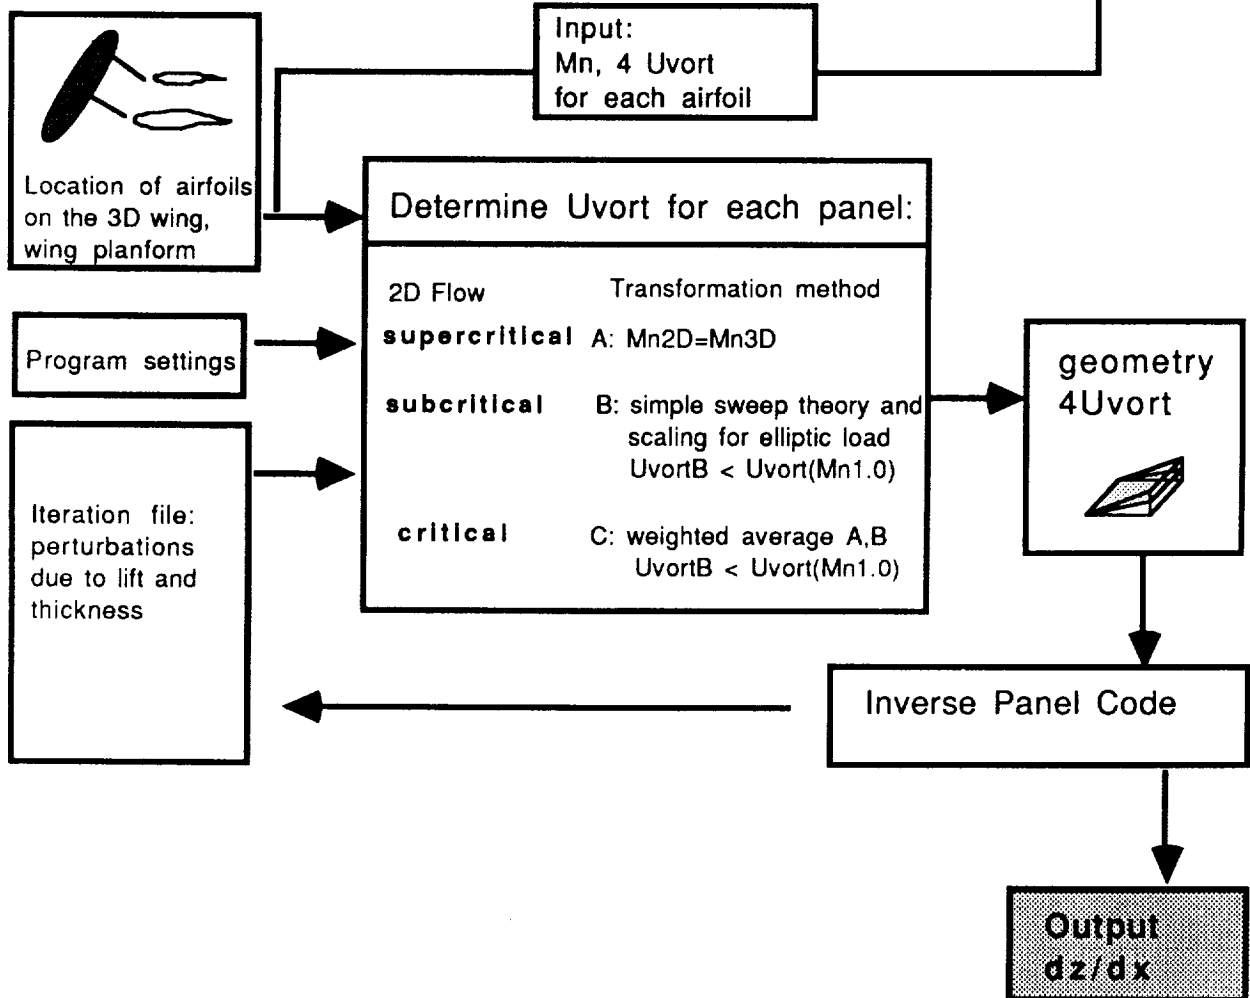 Input:
Mn, 4 Uvort
for each airfoil
Location of airfoils
on the 3D wing,
wing planform
Determine Uvort for each panel:
2D Flow Transformation method
supercritical A: Mn2D=Mn3D
subcritical B: simple sweep theory and
scaling for elliptic load
UvortB < Uvort(Mn1.0)
critical C: weighted average A,B
UvortB < Uvort(Mn1.0)
Program settings
Iteration file:
perturbations
due to lift and
thickness
geometry
4Uvort
Inverse Panel Code
Output
dz/dx